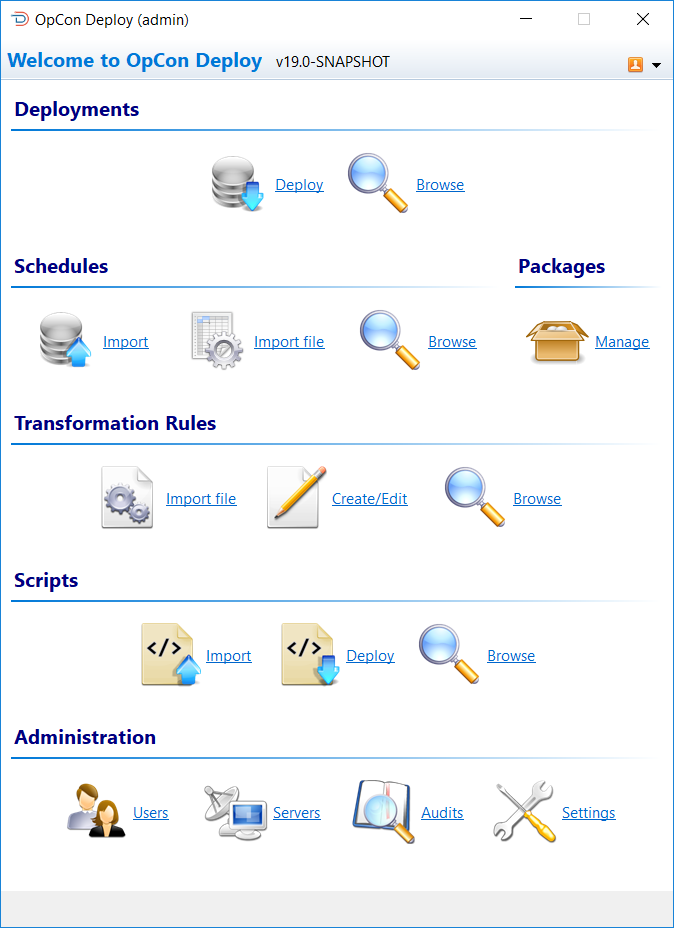 OpCon Deploy (admin)
Welcome to OpCon Deploy v19.0-SNAPSHOT
Deployments
Deploy Browse
Schedules Packages
Import Import file Browse Manage
Transformation Rules
Import file Create/Edit Browse
Scripts
</> Import </> Deploy Browse
Administration
Users Servers Audits Settings